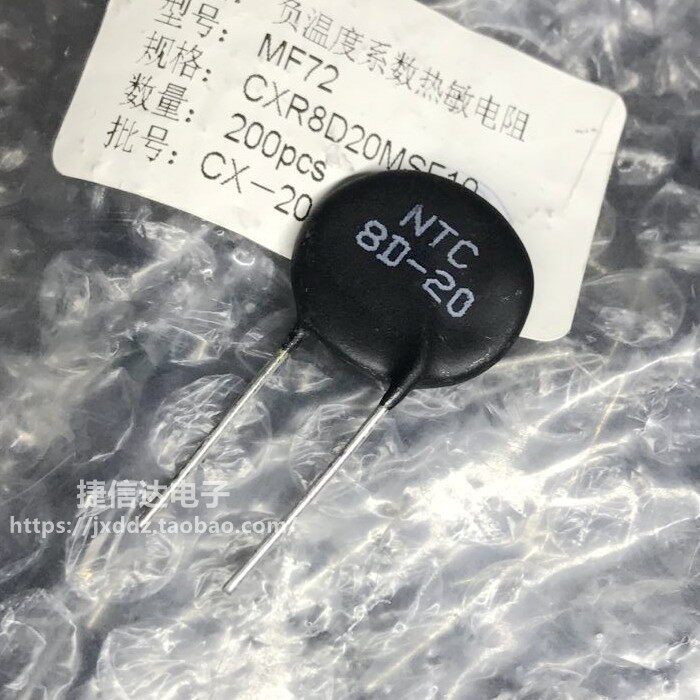 负温度系数热敏电阻
型号: MF72
规格: CXR8D20MSF10
数量: 200pcs
批号: CX-20
NTC
8D-20
捷信达电子
https://jxddz.taobao.com/